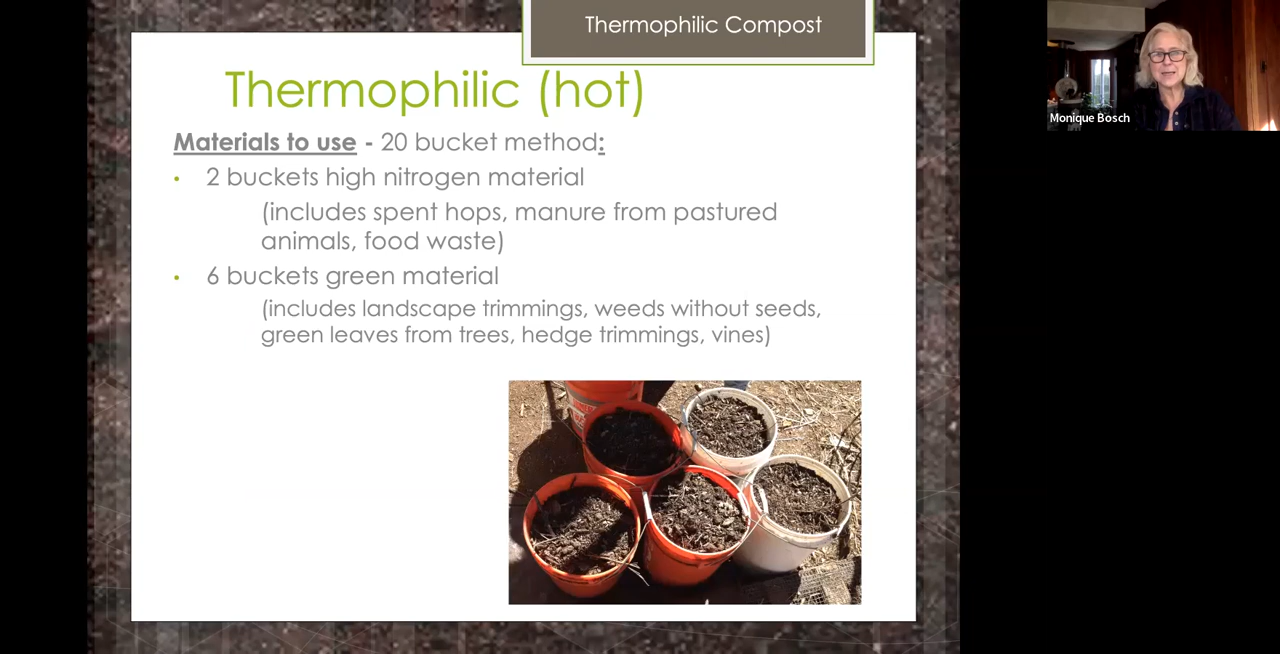 Thermophilic Compost
Thermophilic (hot)
Materials to use - 20 bucket method:
• 2 buckets high nitrogen material
(includes spent hops, manure from pastured
animals, food waste)
• 6 buckets green material
(includes landscape trimmings, weeds without seeds,
green leaves from trees, hedge trimmings, vines)
Monique Bosch